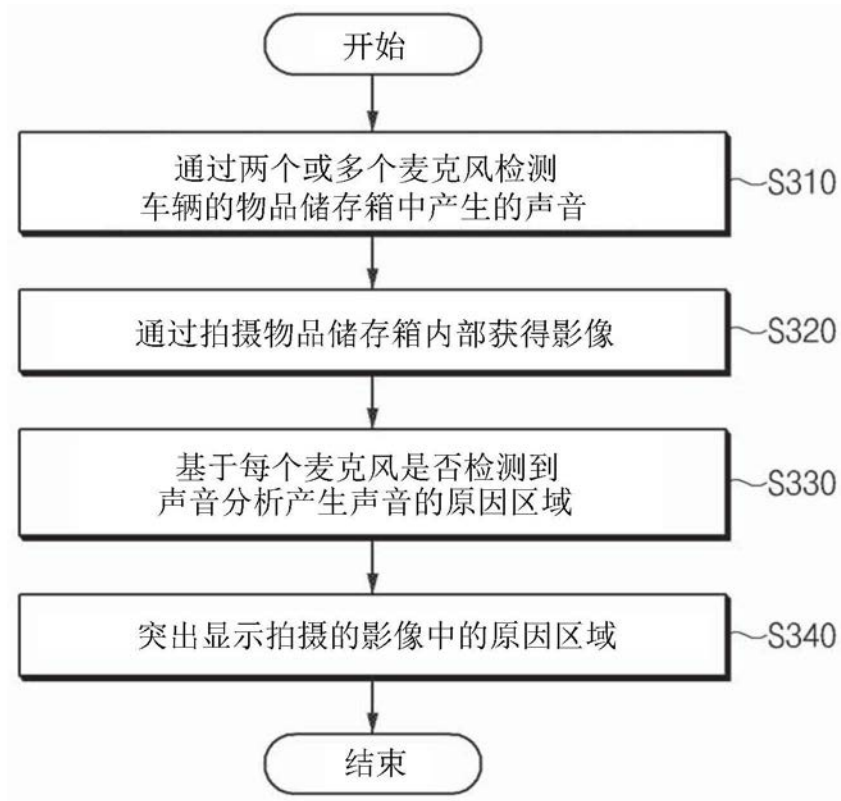 开始
通过两个或多个麦克风检测
车辆的物品储存箱中产生的声音
S310
通过拍摄物品储存箱内部获得影像
S320
基于每个麦克风是否检测到
声音分析产生声音的原因区域
S330
突出显示拍摄的影像中的原因区域
S340
结束